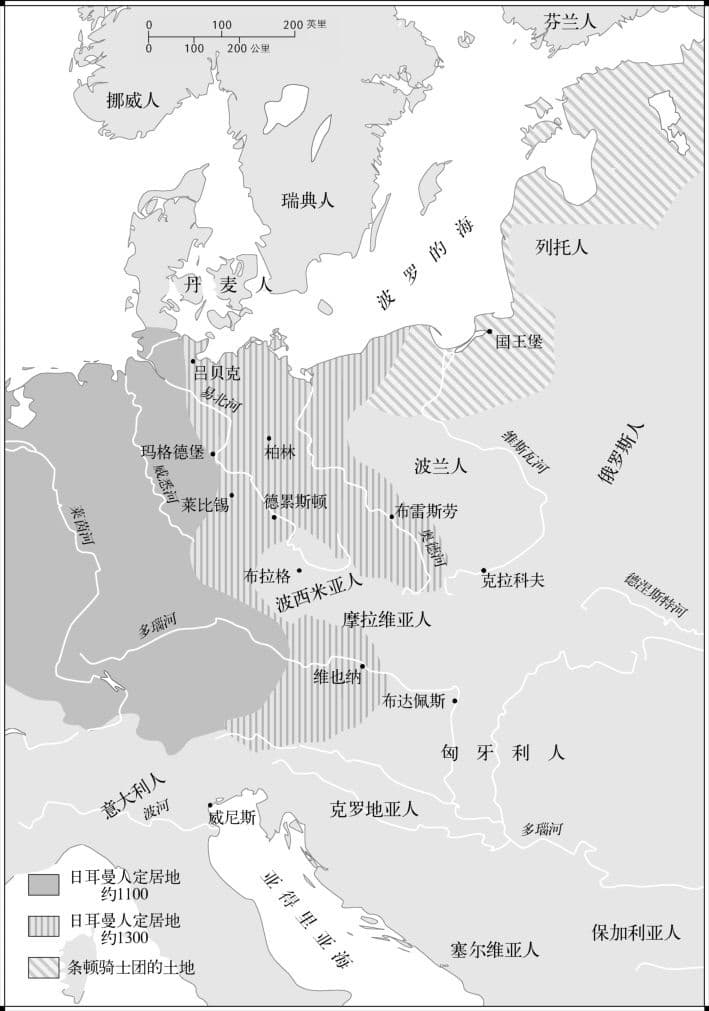 芬兰人
0 100 200 英里
0 100 200 公里
挪威人
瑞典人
波罗的海
列托人
丹麦人
国王堡
吕贝克
易北河
玛格德堡
柏林
波兰人
维斯瓦河
俄罗斯人
威悉河
莱比锡
德累斯顿
布雷斯劳
莱茵河
奥德河
布拉格
波西米亚人
克拉科夫
德涅斯特河
摩拉维亚人
多瑙河
维也纳
布达佩斯
匈牙利人
意大利人
波河
威尼斯
克罗地亚人
多瑙河
亚得里亚海
日耳曼人定居地
约1100
日耳曼人定居地
约1300
条顿骑士团的土地
塞尔维亚人
保加利亚人